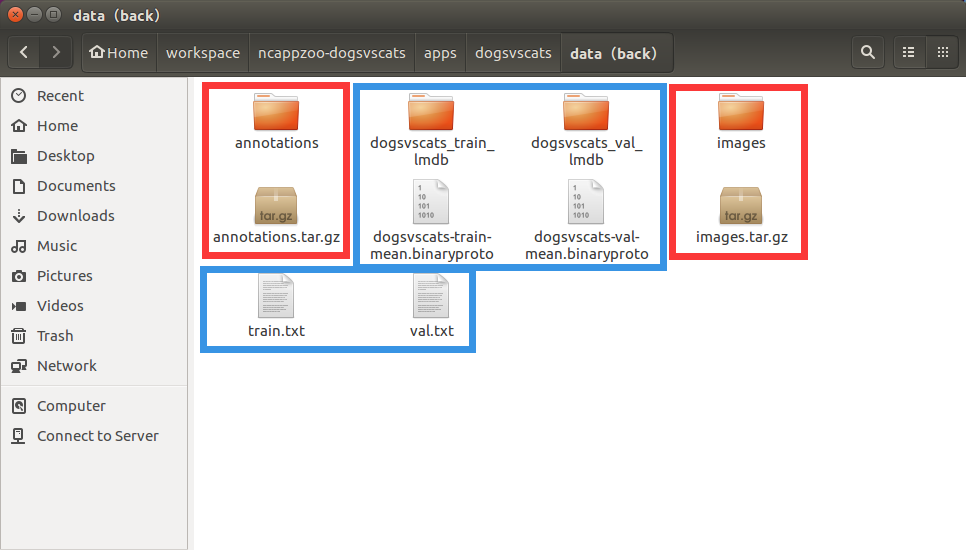 data (back)
Home workspace ncappzoo-dogsvscats apps dogsvscats data (back)
Recent
Home
Desktop
Documents
Downloads
Music
Pictures
Videos
Trash
Network
Computer
Connect to Server
annotations
dogsvscats_train_
lmdb
dogsvscats_val_
lmdb
images
tar.gz
annotations.tar.gz
1
10
101
1010
dogsvscats-train-
mean.binaryproto
1
10
101
1010
dogsvscats-val-
mean.binaryproto
tar.gz
images.tar.gz
train.txt
val.txt